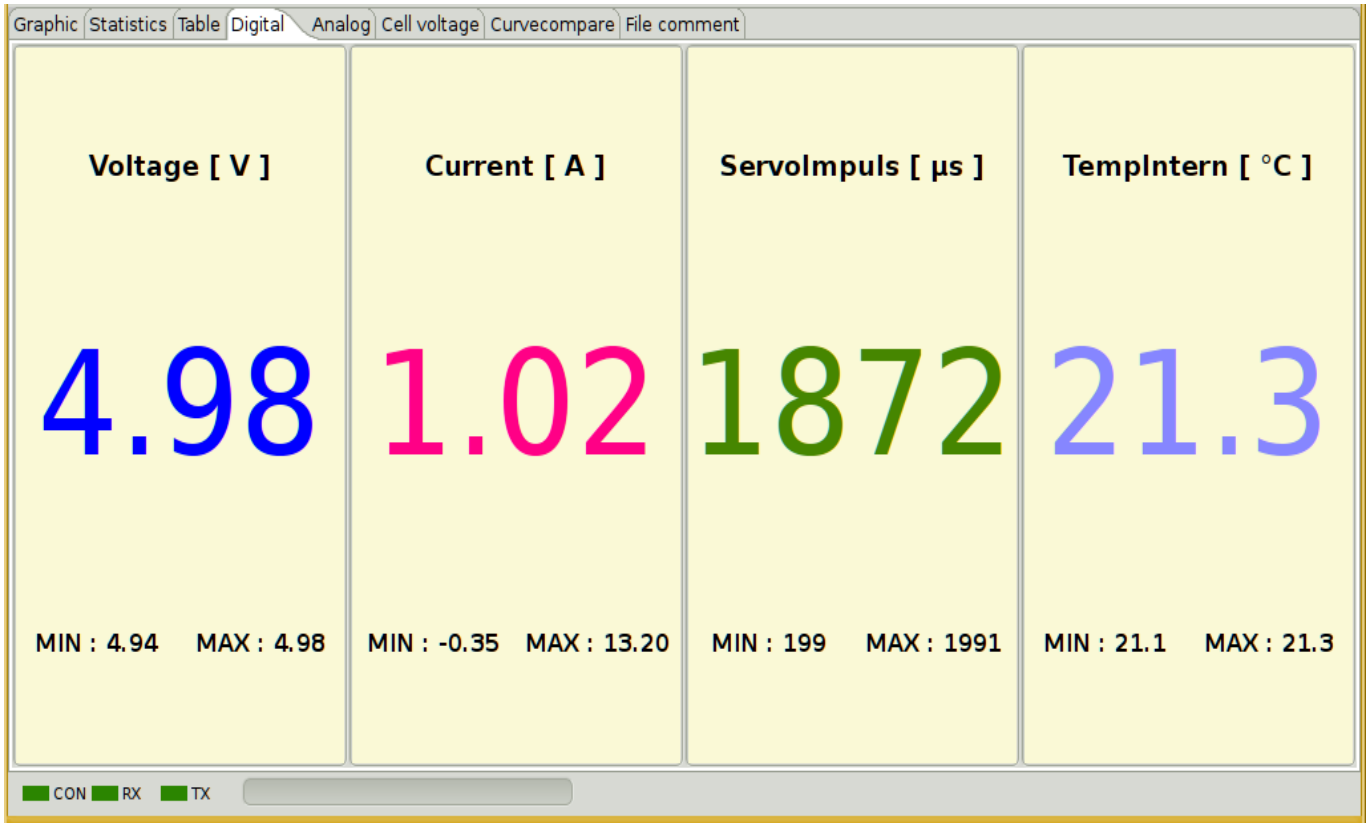 Graphic Statistics Table Digital Analog Cell voltage Curvecompare File comment
Voltage [ V ]
4.98
MIN : 4.94 MAX : 4.98
Current [ A ]
1.02
MIN : -0.35 MAX : 13.20
ServoImpuls [ µs ]
1872
MIN : 199 MAX : 1991
TempIntern [ °C ]
21.3
MIN : 21.1 MAX : 21.3
CON RX TX